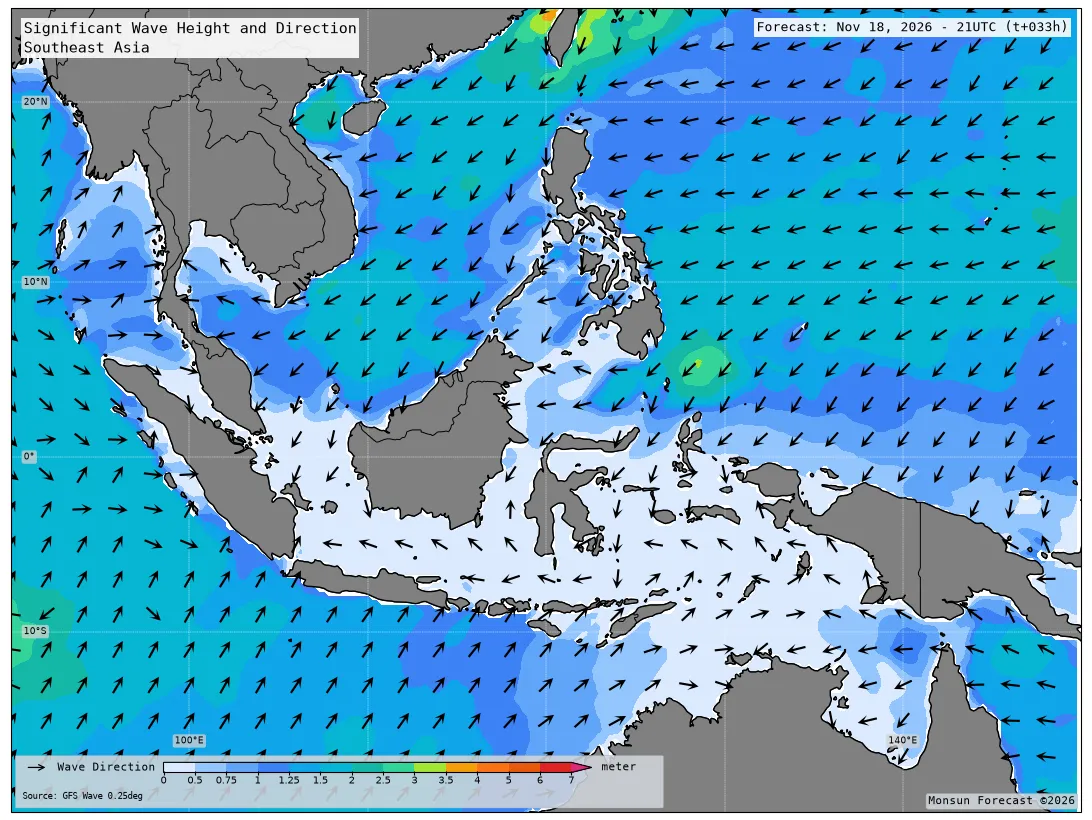 Significant Wave Height and Direction
Southeast Asia
Forecast: Nov 18, 2026 - 21UTC (t+033h)
20°N
10°N
0°
10°S
100°E
140°E
Wave Direction
meter
0 0.5 0.75 1 1.25 1.5 2 2.5 3 3.5 4 5 6 7
Source: GFS Wave 0.25deg
Monsun Forecast ©2026